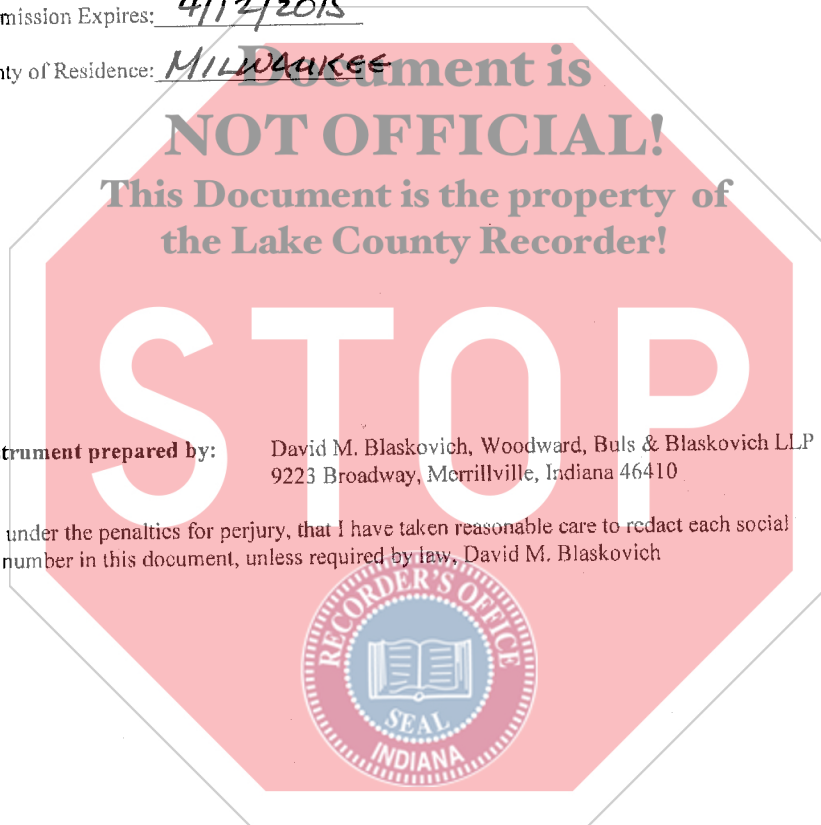 mission Expires: 4/12/2015
nty of Residence: MILWAUKEE
Document is
NOT OFFICIAL!
This Document is the property of
the Lake County Recorder!
STOP
trument prepared by: David M. Blaskovich, Woodward, Buls & Blaskovich LLP
9223 Broadway, Merrillville, Indiana 46410
under the penalties for perjury, that I have taken reasonable care to redact each social
number in this document, unless required by law, David M. Blaskovich
RECORDER'S OFFICE
SEAL
INDIANA